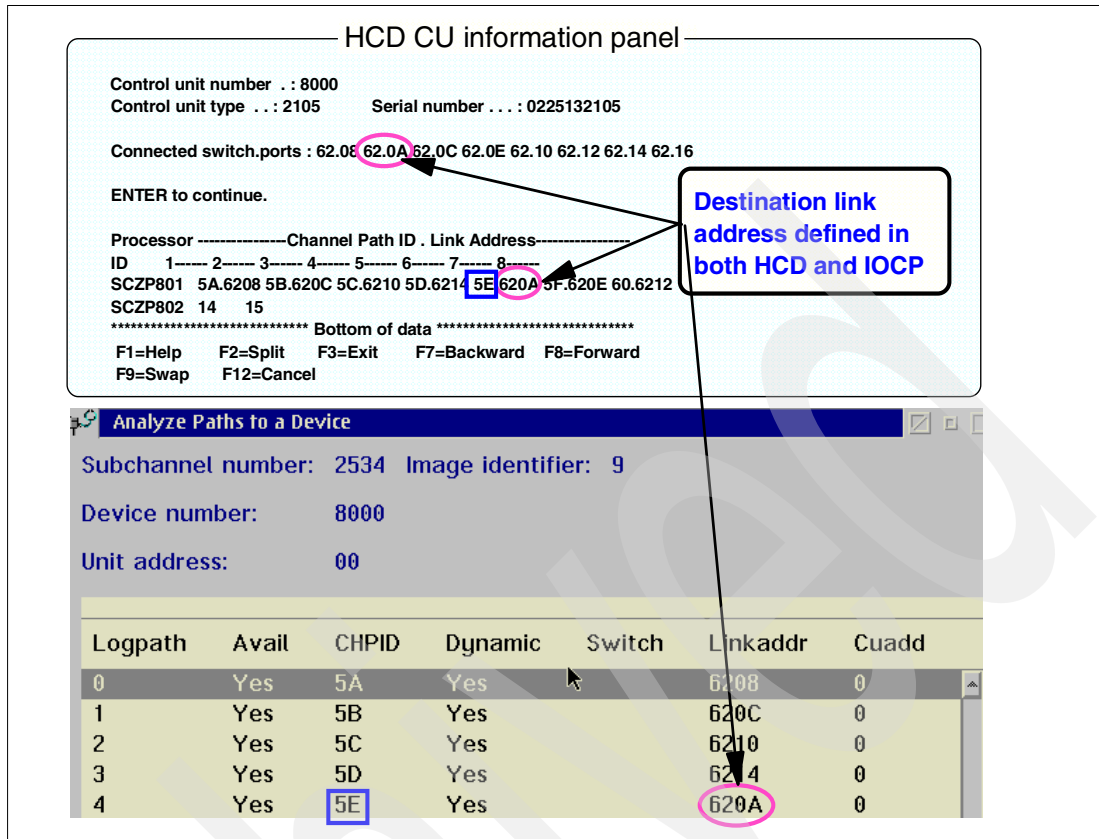 HCD CU information panel
Control unit number . : 8000
Control unit type . . : 2105 Serial number . . . : 0225132105
Connected switch.ports : 62.08 62.0A 62.0C 62.0E 62.10 62.12 62.14 62.16
ENTER to continue.
Destination link
address defined in
both HCD and IOCP
Processor ---------------Channel Path ID . Link Address----------------
ID 1----- 2------ 3------ 4------ 5------ 6------ 7------ 8------
SCZP801 5A.6208 5B.620C 5C.6210 5D.6214 5E.620A 5F.620E 60.6212
SCZP802 14 15
****************************** Bottom of data ******************************
F1=Help F2=Split F3=Exit F7=Backward F8=Forward
F9=Swap F12=Cancel
Analyze Paths to a Device
Subchannel number: 2534 Image identifier: 9
Device number: 8000
Unit address: 00
Logpath Avail CHPID Dynamic Switch Linkaddr Cuadd
0 Yes 5A Yes 6208 0
1 Yes 5B Yes 620C 0
2 Yes 5C Yes 6210 0
3 Yes 5D Yes 6214 0
4 Yes 5E Yes 620A 0